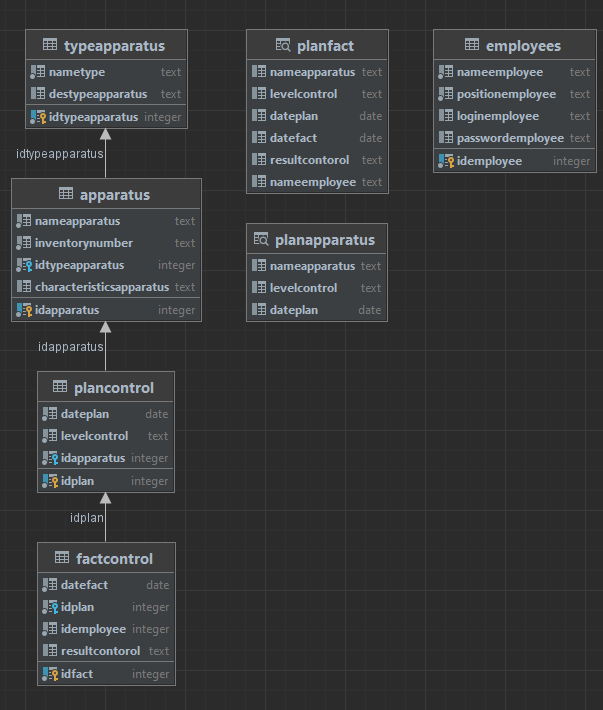 typeapparatus
nametype text
destypeapparatus text
idtypeapparatus integer
idtypeapparatus
apparatus
nameapparatus text
inventorynumber text
idtypeapparatus integer
characteristicsapparatus text
idapparatus integer
idapparatus
plancontrol
dateplan date
levelcontrol text
idapparatus integer
idplan integer
idplan
factcontrol
datefact date
idplan integer
idemployee integer
resultcontorol text
idfact integer
planfact
nameapparatus text
levelcontrol text
dateplan date
datefact date
resultcontorol text
nameemployee text
planapparatus
nameapparatus text
levelcontrol text
dateplan date
employees
nameemployee text
positionemployee text
loginemployee text
passwordemployee text
idemployee integer